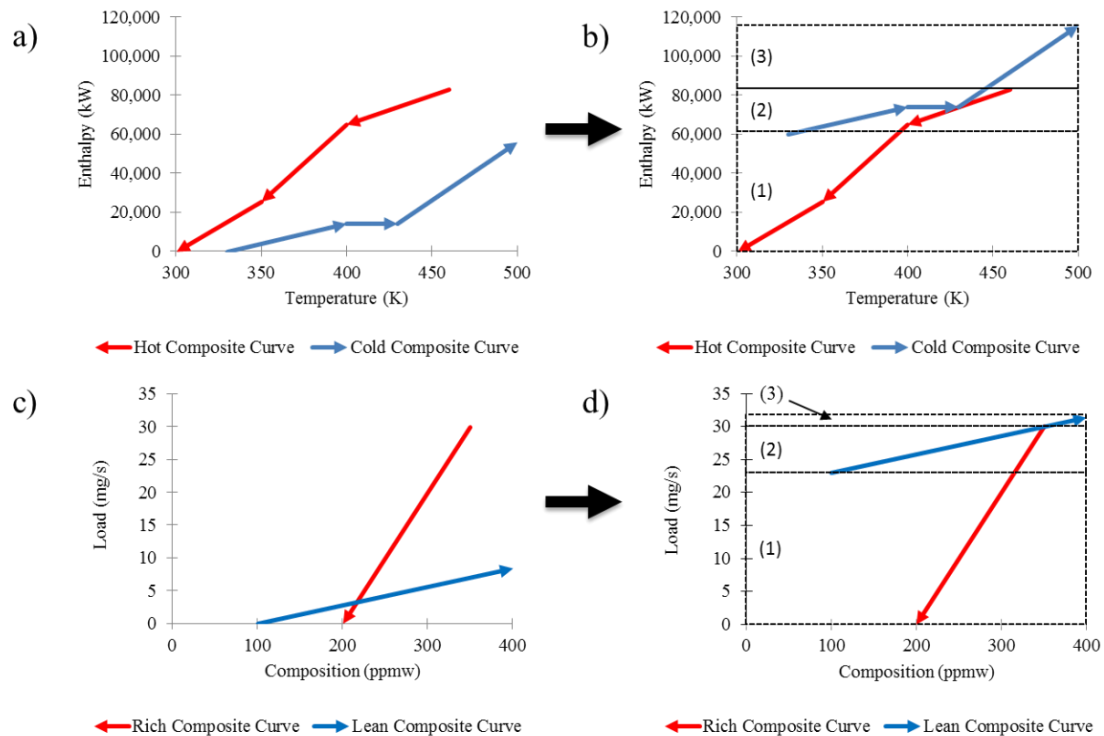 a)
120,000
100,000
80,000
60,000
40,000
20,000
0
Enthalpy (kW)
300 350 400 450 500
Temperature (K)
Hot Composite Curve Cold Composite Curve
b)
120,000
100,000
80,000
60,000
40,000
20,000
0
Enthalpy (kW)
(3)
(2)
(1)
300 350 400 450 500
Temperature (K)
Hot Composite Curve Cold Composite Curve
c)
35
30
25
20
15
10
5
0
Load (mg/s)
0 100 200 300 400
Composition (ppmw)
Rich Composite Curve Lean Composite Curve
d)
35
30
25
20
15
10
5
0
Load (mg/s)
(3)
(2)
(1)
0 100 200 300 400
Composition (ppmw)
Rich Composite Curve Lean Composite Curve